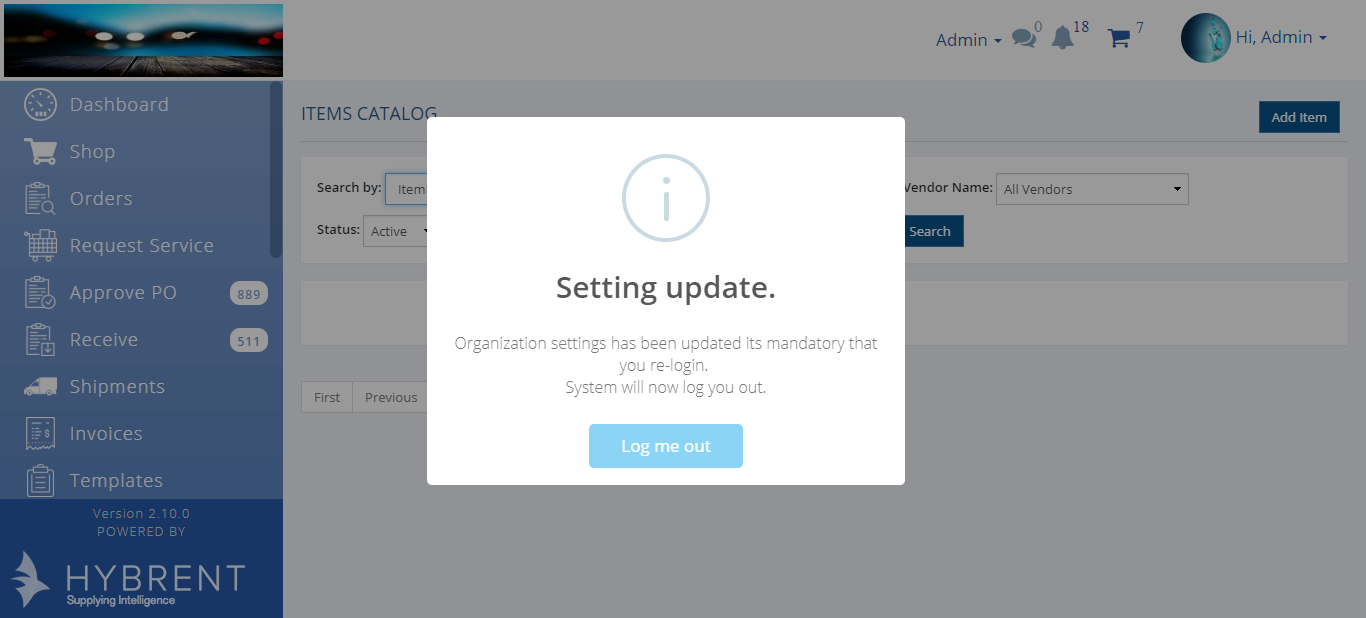 Admin
0
18
7
Hi, Admin
Dashboard
Shop
Orders
Request Service
Approve PO 889
Receive 511
Shipments
Invoices
Templates
Version 2.10.0
POWERED BY
HYBRENT
Supplying Intelligence
ITEMS CATALOG
Add Item
Search by: Item
Vendor Name: All Vendors
Status: Active
Search
First Previous
Setting update.
Organization settings has been updated its mandatory that
you re-login.
System will now log you out.
Log me out